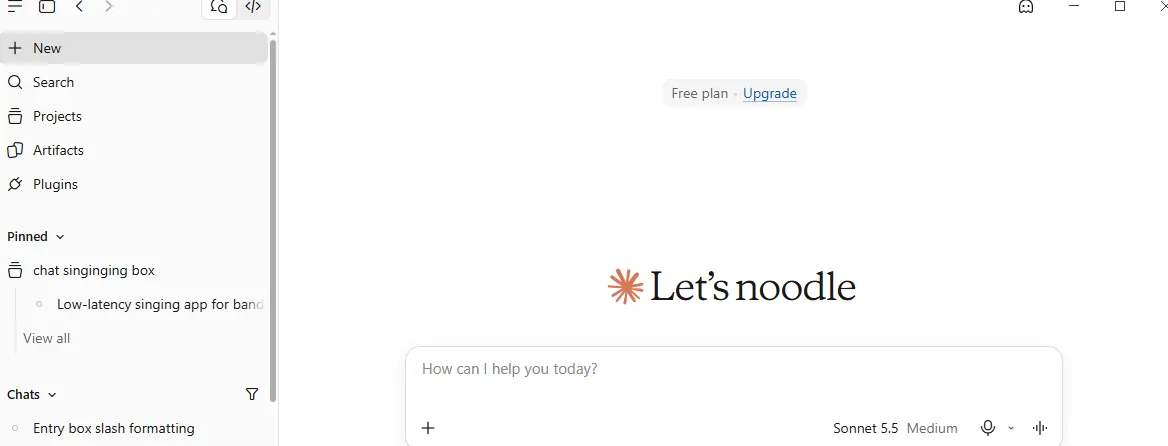 New
Search
Projects
Artifacts
Plugins
Pinned
chat singinging box
Low-latency singing app for band
View all
Chats
Entry box slash formatting
Free plan · Upgrade
Let's noodle
How can I help you today?
Sonnet 5.5 Medium